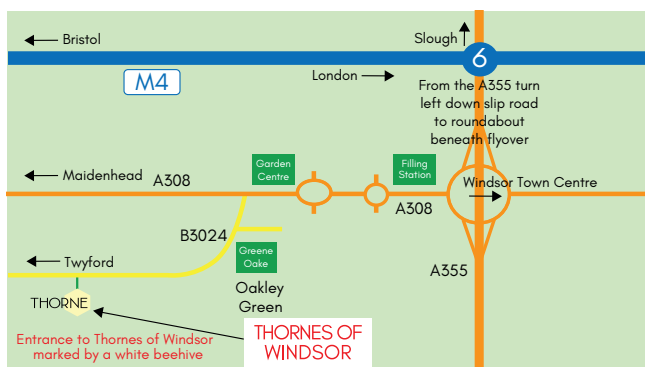 Bristol
Slough
6
London
M4
From the A355 turn
left down slip road
to roundabout
beneath flyover
Garden
Centre
Filling
Station
Maidenhead
A308
Windsor Town Centre
A308
B3024
Greene
Oake
Twyford
A355
Oakley
Green
THORNE
THORNES OF
WINDSOR
Entrance to Thornes of Windsor
marked by a white beehive